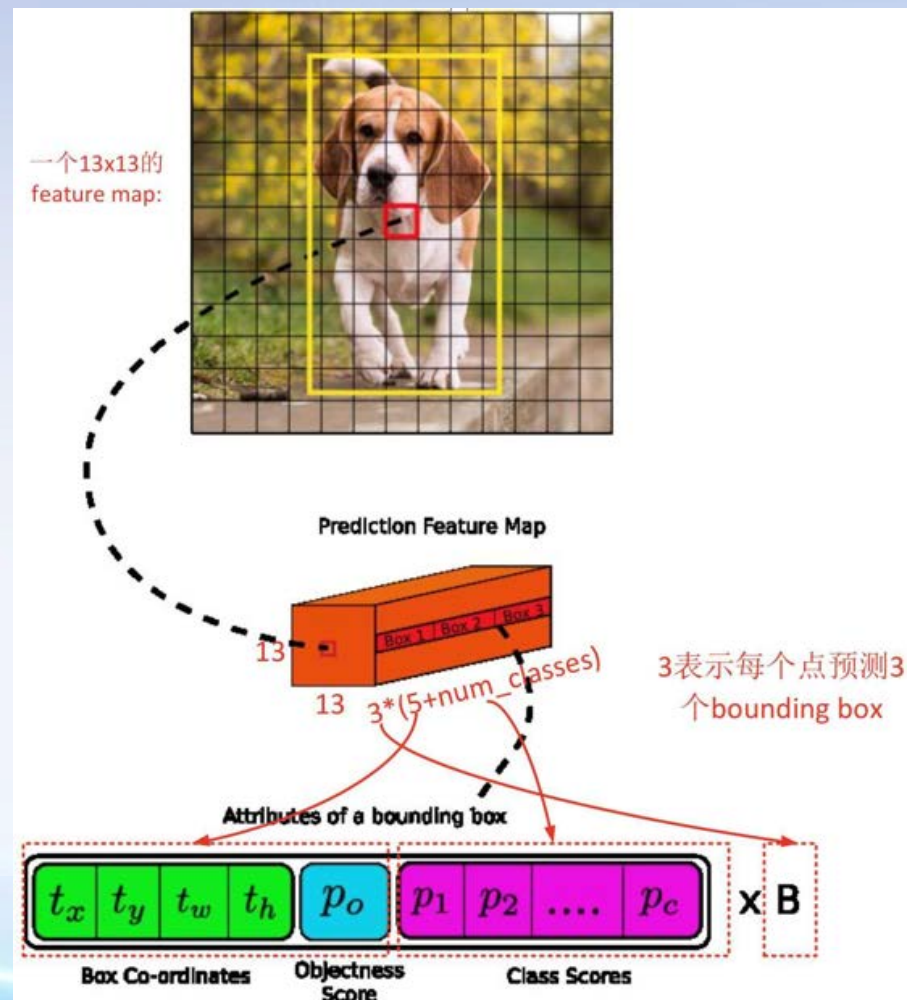 一个13x13的
feature map:
Prediction Feature Map
Box 1 Box 2 Box 3
13
13 3*(5+num_classes)
3表示每个点预测3
个bounding box
Attributes of a bounding box
t_x t_y t_w t_h p_o p_1 p_2 .... p_c x B
Box Co-ordinates Objectness Score Class Scores